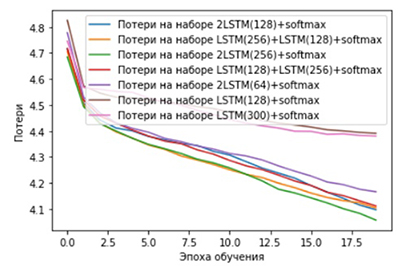 Потери на наборе 2LSTM(128)+softmax
Потери на наборе LSTM(256)+LSTM(128)+softmax
Потери на наборе 2LSTM(256)+softmax
Потери на наборе LSTM(128)+LSTM(256)+softmax
Потери на наборе 2LSTM(64)+softmax
Потери на наборе LSTM(128)+softmax
Потери на наборе LSTM(300)+softmax
4.8
4.7
4.6
4.5
4.4
4.3
4.2
4.1
Потери
0.0 2.5 5.0 7.5 10.0 12.5 15.0 17.5
Эпоха обучения